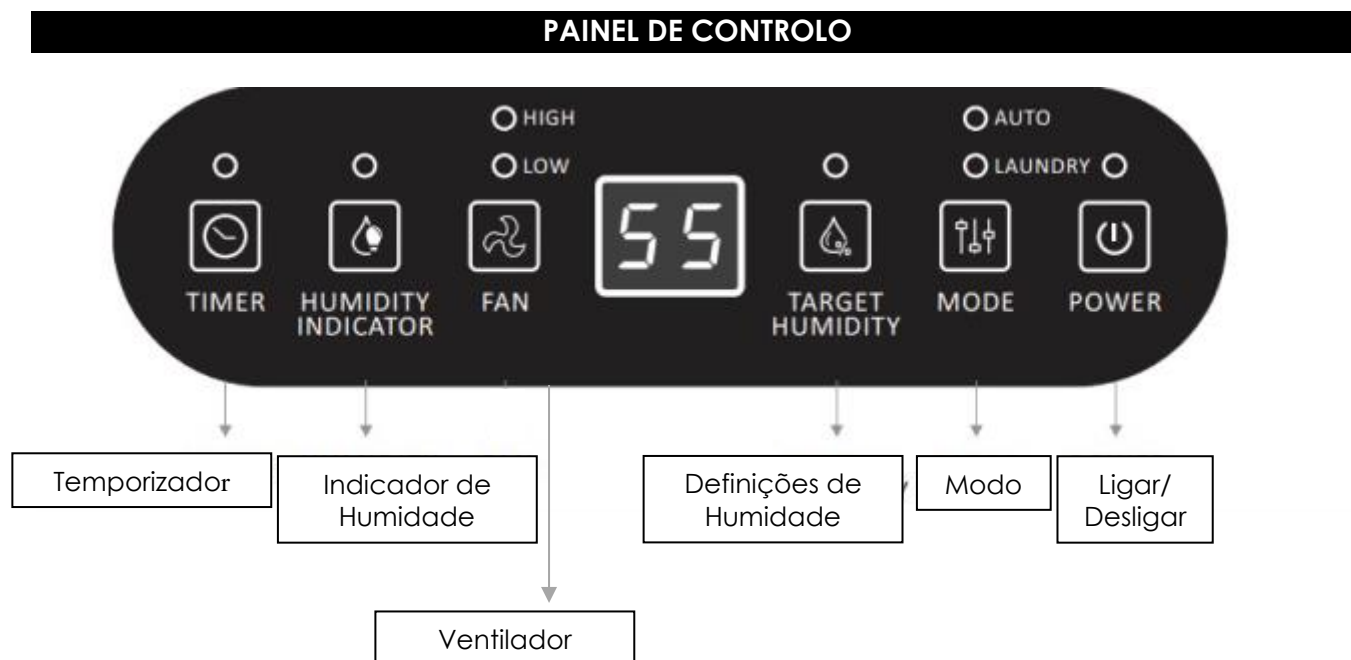 PAINEL DE CONTROLO
HIGH
AUTO
LOW
LAUNDRY
55
TIMER
HUMIDITY
INDICATOR
FAN
TARGET
HUMIDITY
MODE
POWER
Temporizador
Indicador de
Humidade
Definições de
Humidade
Modo
Ligar/
Desligar
Ventilador